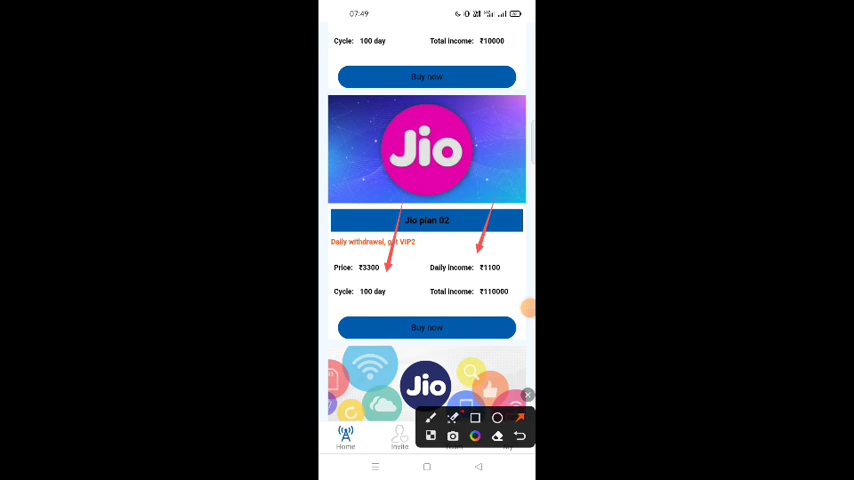 07:49
Cycle: 100 day Total income: ₹10000
Buy now
Jio
Jio plan 02
Daily withdrawal, get VIP2
Price: ₹3300 Daily income: ₹1100
Cycle: 100 day Total income: ₹110000
Buy now
Jio
Home Invite